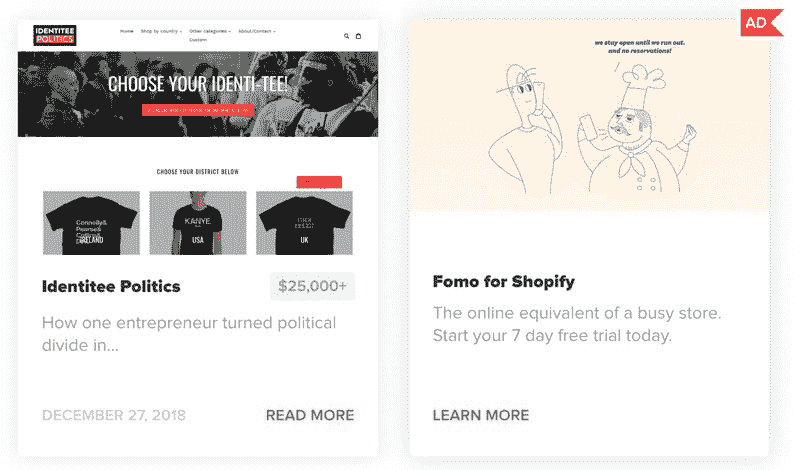 AD
IDENTITEE
POLITICS
Home Shop by country Other categories About/Contact
Custom
CHOOSE YOUR IDENTI-TEE!
CHOOSE YOUR DISTRICT BELOW
Connolly&
Pearse&
IRELAND
KANYE
USA
UK
Identitee Politics
$25,000+
How one entrepreneur turned political
divide in...
DECEMBER 27, 2018
READ MORE
we stay open until we run out.
and no reservations!
Fomo for Shopify
The online equivalent of a busy store.
Start your 7 day free trial today.
LEARN MORE